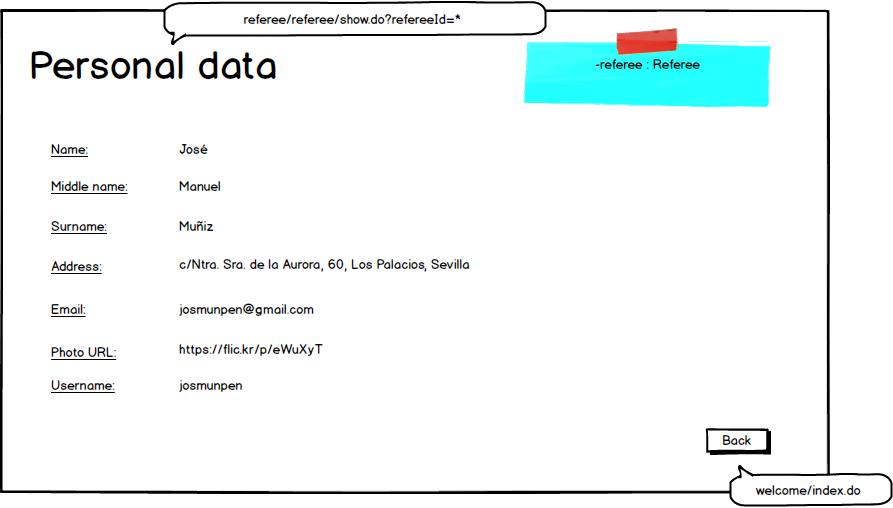 referee/referee/show.do?refereeId=*
Personal data
-referee : Referee
Name: José
Middle name: Manuel
Surname: Muñiz
Address: c/Ntra. Sra. de la Aurora, 60, Los Palacios, Sevilla
Email: josmunpen@gmail.com
Photo URL: https://flic.kr/p/eWuXyT
Username: josmunpen
Back
welcome/index.do